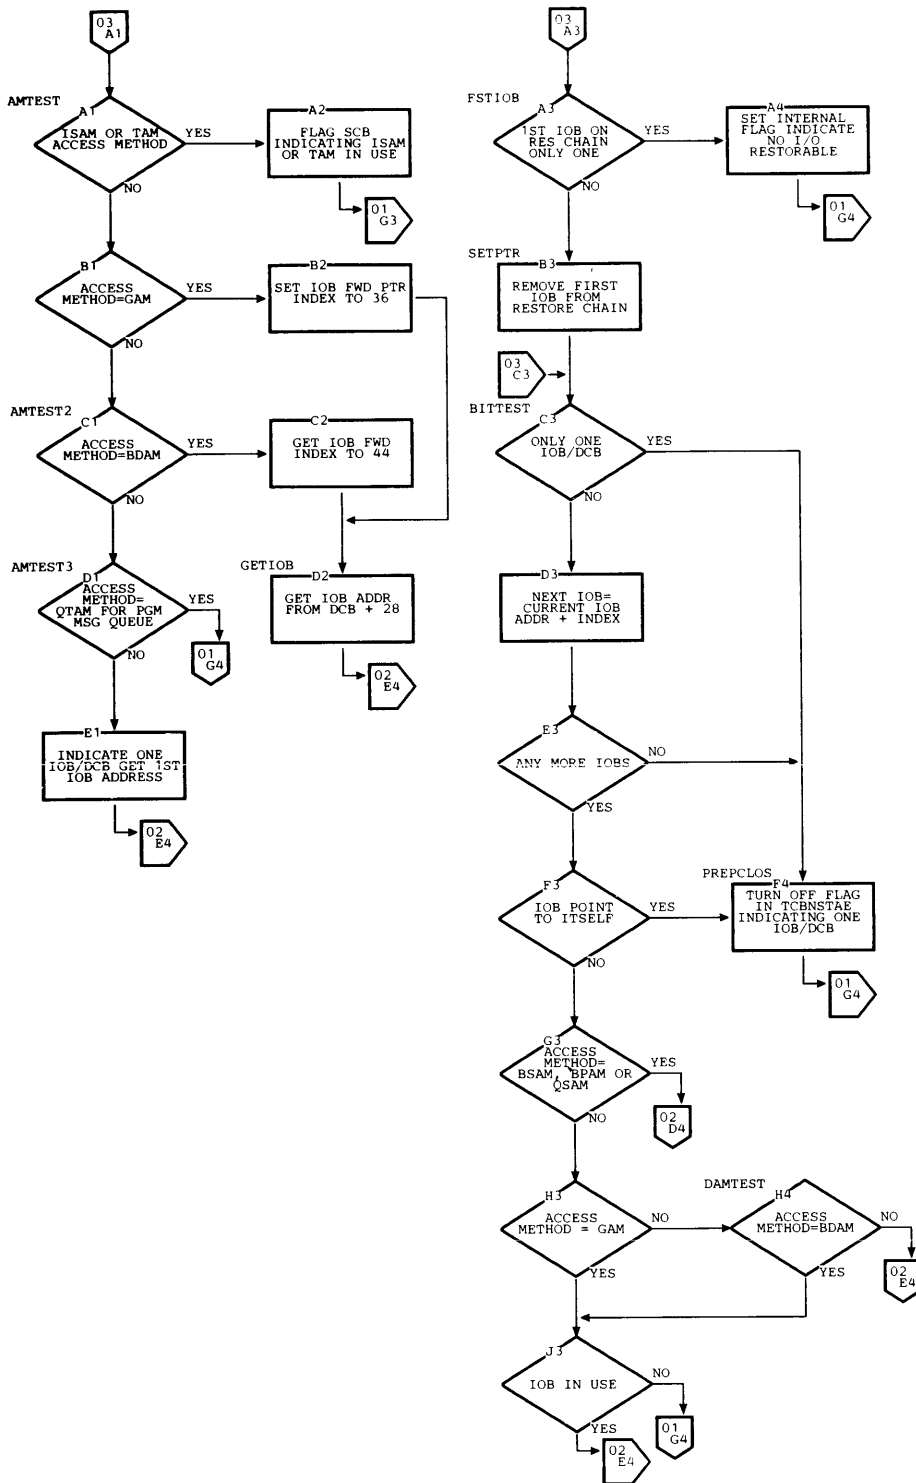 03
A1
AMTEST
A1
ISAM OR TAM
ACCESS METHOD
YES
NO
A2
FLAG SCB
INDICATING ISAM
OR TAM IN USE
01
G3
B1
ACCESS
METHOD=GAM
YES
NO
B2
SET IOB FWD PTR
INDEX TO 36
AMTEST2
C1
ACCESS
METHOD=BDAM
YES
NO
C2
GET IOB FWD
INDEX TO 44
AMTEST3
D1
ACCESS
METHOD=
QTAM FOR PGM
MSG QUEUE
YES
NO
01
G4
GETIOB
D2
GET IOB ADDR
FROM DCB + 28
02
E4
E1
INDICATE ONE
IOB/DCB GET 1ST
IOB ADDRESS
02
E4
03
A3
FSTIOB
A3
1ST IOB ON
RES CHAIN
ONLY ONE
YES
NO
A4
SET INTERNAL
FLAG INDICATE
NO I/O
RESTORABLE
01
G4
SETPTR
B3
REMOVE FIRST
IOB FROM
RESTORE CHAIN
03
C3
BITTEST
C3
ONLY ONE
IOB/DCB
YES
NO
D3
NEXT IOB=
CURRENT IOB
ADDR + INDEX
E3
ANY MORE IOBS
NO
YES
F3
IOB POINT
TO ITSELF
YES
NO
PREPCLOS
F4
TURN OFF FLAG
IN TCBNSTAE
INDICATING ONE
IOB/DCB
01
G4
G3
ACCESS
METHOD=
BSAM, BPAM OR
QSAM
YES
NO
02
D4
H3
ACCESS
METHOD = GAM
NO
YES
DAMTEST
H4
ACCESS
METHOD=BDAM
NO
YES
02
E4
J3
IOB IN USE
NO
YES
01
G4
02
E4